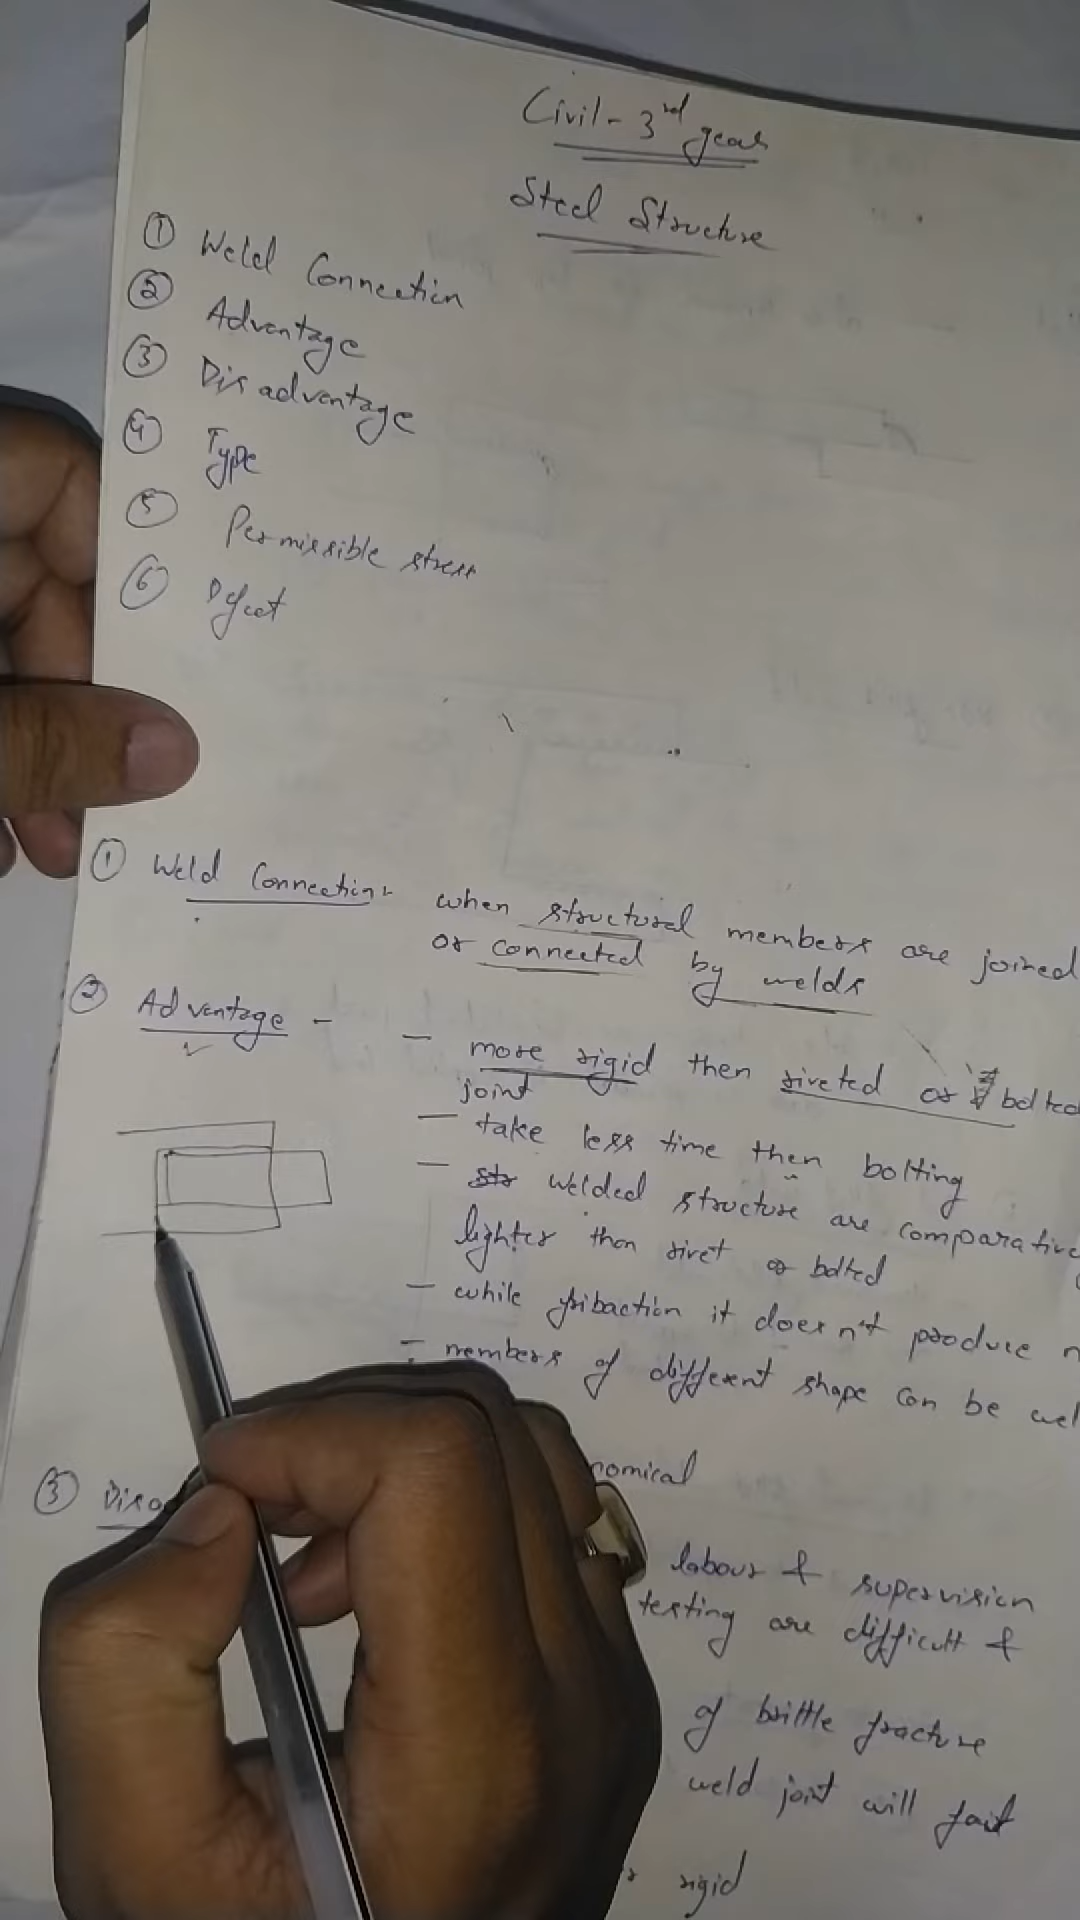 Civil - 3rd year
Steel Structure
① Weld Connection
② Advantage
③ Disadvantage
④ Type
⑤ Permissible stress
⑥ Defect
① Weld Connection - when structural members are joined
or connected by welds
② Advantage - - more rigid then riveted or bolted
joint
- take less time then bolting
- welded structure are
lighter than rivet or bolted
- while fribaction it doesn't produce
- members of different shape can be
③
labour & supervision
testing are difficult &
of brittle fracture
weld joint will fail
rigid